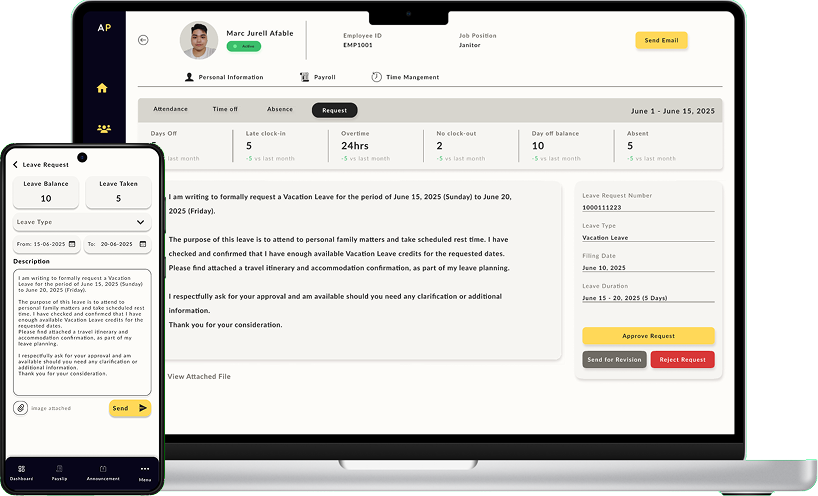 AP
Marc Jurell Afable
Active
Employee ID
EMP1001
Job Position
Janitor
Send Email
Personal Information
Payroll
Time Mangement
Attendance
Time off
Absence
Request
June 1 - June 15, 2025
Days Off
Late clock-in
Overtime
No clock-out
Day off balance
Absent
5
24hrs
2
10
5
vs last month
-5 vs last month
-5 vs last month
-5 vs last month
-5 vs last month
-5 vs last month
I am writing to formally request a Vacation Leave for the period of June 15, 2025 (Sunday) to June 20,
2025 (Friday).
The purpose of this leave is to attend to personal family matters and take scheduled rest time. I have
checked and confirmed that I have enough available Vacation Leave credits for the requested dates.
Please find attached a travel itinerary and accommodation confirmation, as part of my leave planning.
I respectfully ask for your approval and am available should you need any clarification or additional
information.
Thank you for your consideration.
View Attached File
Leave Request Number
1000111223
Leave Type
Vacation Leave
Filing Date
June 10, 2025
Leave Duration
June 15 - 20, 2025 (5 Days)
Approve Request
Send for Revision
Reject Request
Leave Request
Leave Balance
10
Leave Taken
5
Leave Type
From: 15-06-2025
To: 20-06-2025
Description
I am writing to formally request a Vacation
Leave for the period of June 15, 2025 (Sunday)
to June 20, 2025 (Friday).
The purpose of this leave is to attend to
personal family matters and take scheduled rest
time. I have checked and confirmed that I have
enough available Vacation Leave credits for the
requested dates.
Please find attached a travel itinerary and
accommodation confirmation, as part of my
leave planning.
I respectfully ask for your approval and am
available should you need any clarification or
additional information.
Thank you for your consideration.
image attached
Send
Dashboard
Payslip
Announcement
Menu